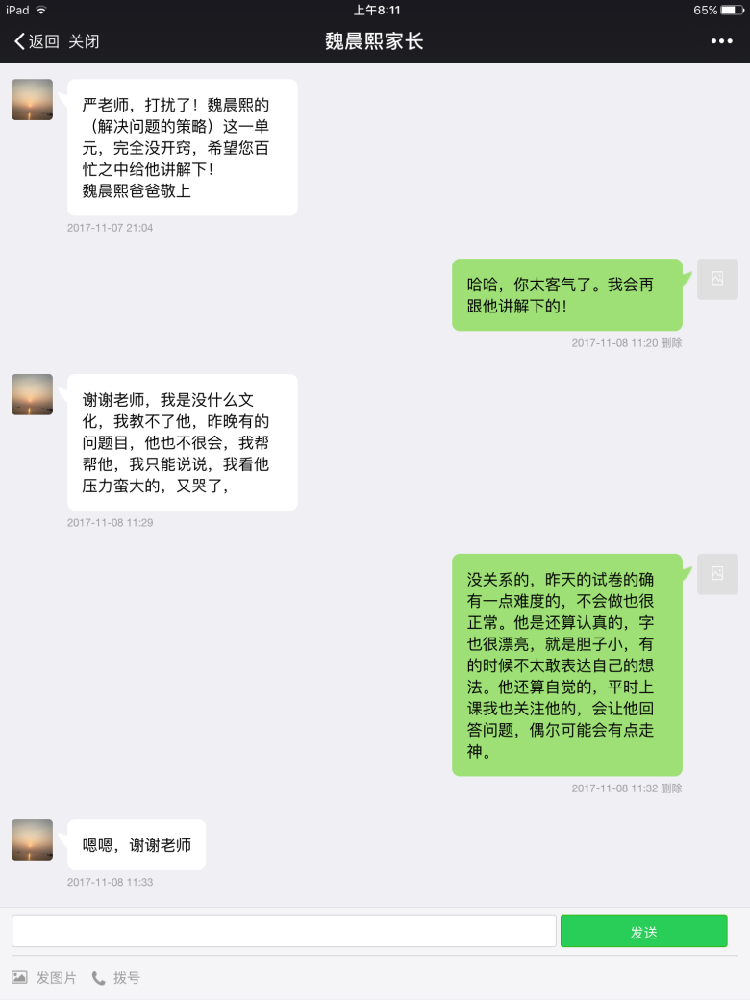 iPad 上午8:11 65%
返回 关闭 魏晨熙家长
严老师，打扰了！魏晨熙的
（解决问题的策略）这一单
元，完全没开窍，希望您百
忙之中给他讲解下！
魏晨熙爸爸敬上
2017-11-07 21:04
哈哈，你太客气了。我会再
跟他讲解下的！
2017-11-08 11:20 删除
谢谢老师，我是没什么文
化，我教不了他，昨晚有的
问题目，他也不很会，我帮
帮他，我只能说说，我看他
压力蛮大的，又哭了，
2017-11-08 11:29
没关系的，昨天的试卷的确
有一点难度的，不会做也很
正常。他是还算认真的，字
也很漂亮，就是胆子小，有
的时候不太敢表达自己的想
法。他还算自觉的，平时上
课我也关注他的，会让他回
答问题，偶尔可能会有点走
神。
2017-11-08 11:32 删除
嗯嗯，谢谢老师
2017-11-08 11:33
发送
发图片 拨号